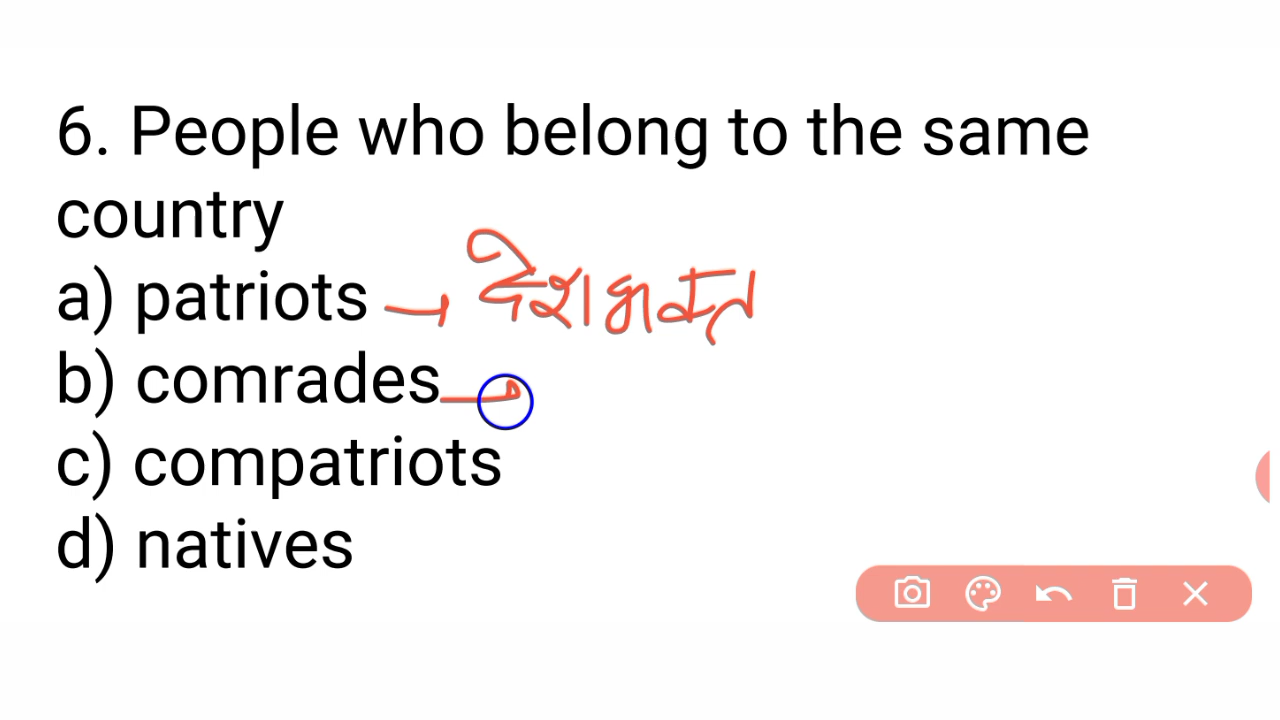 6. People who belong to the same
country
a) patriots → देशभक्त
b) comrades
c) compatriots
d) natives